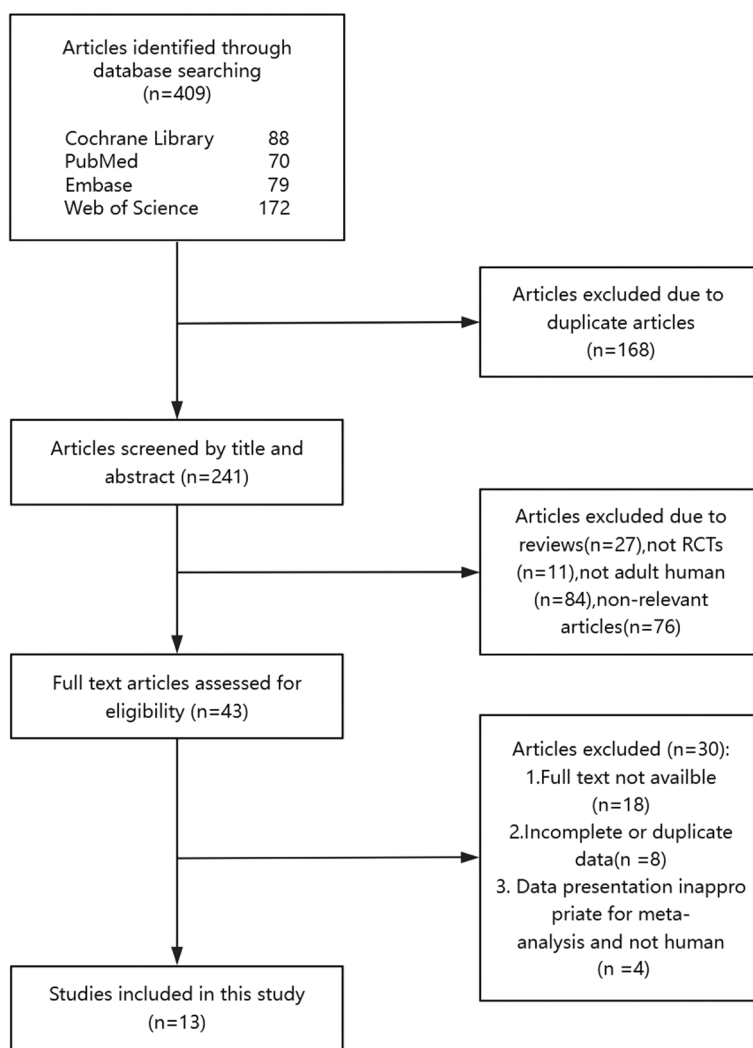 Articles identified through
database searching
(n=409)
Cochrane Library 88
PubMed 70
Embase 79
Web of Science 172
Articles excluded due to
duplicate articles
(n=168)
Articles screened by title and
abstract (n=241)
Articles excluded due to
reviews(n=27),not RCTs
(n=11),not adult human
(n=84),non-relevant
articles(n=76)
Full text articles assessed for
eligibility (n=43)
Articles excluded (n=30):
1.Full text not availble
(n=18)
2.Incomplete or duplicate
data(n =8)
3. Data presentation inappro
priate for meta-
analysis and not human
(n =4)
Studies included in this study
(n=13)